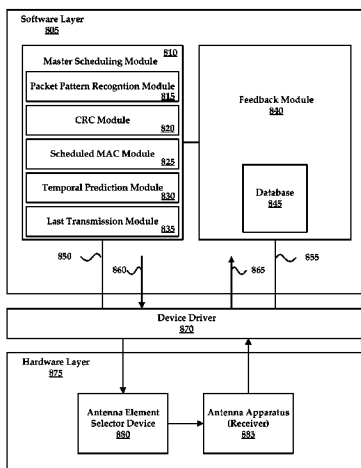 Software Layer
805
810
Master Scheduling Module
Packet Pattern Recogntion Module
815
CRC Module
820
Scheduled MAC Module
825
Temporal Prediction Module
830
Last Transmission Module
835
Feedback Module
840
Database
845
850
860
865
855
Device Driver
870
Hardware Layer
875
Antenna Element
Selector Device
880
Antenna Apparatus
(Receiver)
885